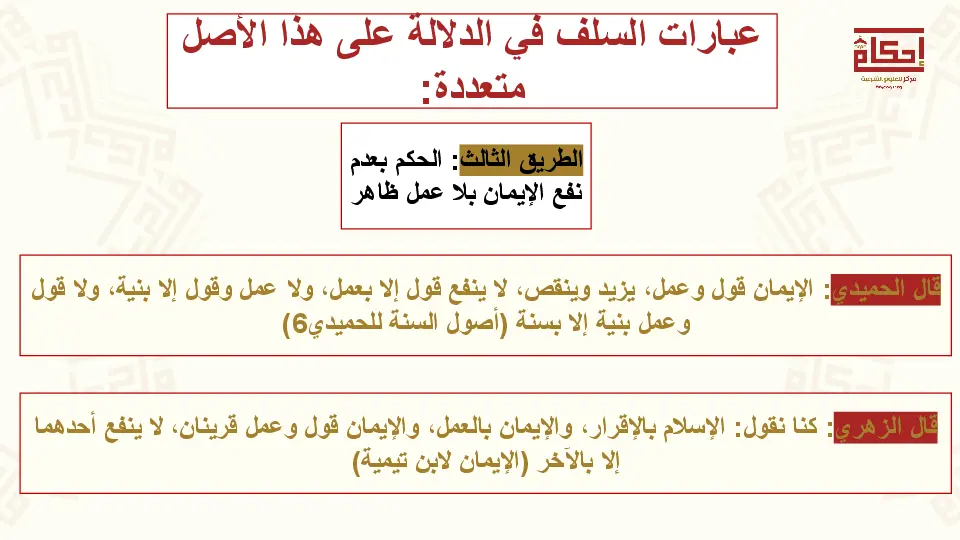 عبارات السلف في الدلالة على هذا الأصل
متعددة:
إحكام
مركز للعلوم الشرعية
الطريق الثالث: الحكم بعدم
نفع الإيمان بلا عمل ظاهر
قال الحميدي: الإيمان قول وعمل، يزيد وينقص، لا ينفع قول إلا بعمل، ولا عمل وقول إلا بنية، ولا قول
وعمل بنية إلا بسنة (أصول السنة للحميدي6)
قال الزهري: كنا نقول: الإسلام بالإقرار، والإيمان بالعمل، والإيمان قول وعمل قرينان، لا ينفع أحدهما
إلا بالآخر (الإيمان لابن تيمية)